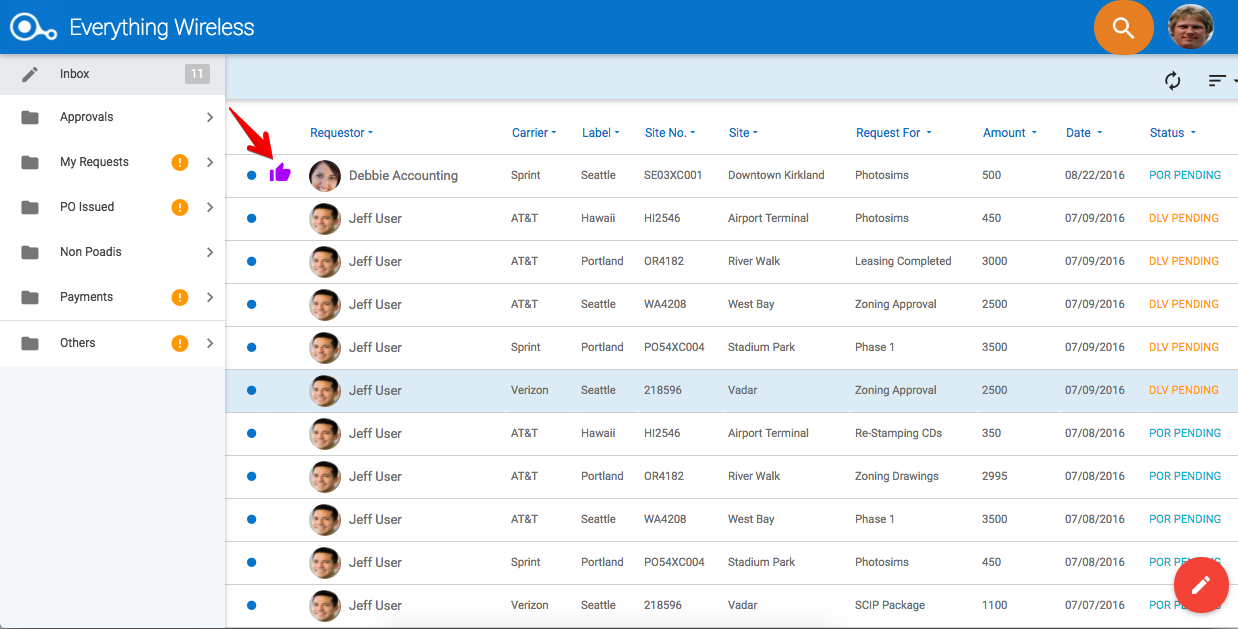 Everything Wireless
Inbox 11
Approvals
My Requests !
PO Issued !
Non Poadis
Payments !
Others !
Requestor Carrier Label Site No. Site Request For Amount Date Status
Debbie Accounting Sprint Seattle SE03XC001 Downtown Kirkland Photosims 500 08/22/2016 POR PENDING
Jeff User AT&T Hawaii HI2546 Airport Terminal Photosims 450 07/09/2016 DLV PENDING
Jeff User AT&T Portland OR4182 River Walk Leasing Completed 3000 07/09/2016 DLV PENDING
Jeff User AT&T Seattle WA4208 West Bay Zoning Approval 2500 07/09/2016 DLV PENDING
Jeff User Sprint Portland PO54XC004 Stadium Park Phase 1 3500 07/09/2016 DLV PENDING
Jeff User Verizon Seattle 218596 Vadar Zoning Approval 2500 07/09/2016 DLV PENDING
Jeff User AT&T Hawaii HI2546 Airport Terminal Re-Stamping CDs 350 07/08/2016 POR PENDING
Jeff User AT&T Portland OR4182 River Walk Zoning Drawings 2995 07/08/2016 POR PENDING
Jeff User AT&T Seattle WA4208 West Bay Phase 1 3500 07/08/2016 POR PENDING
Jeff User Sprint Portland PO54XC004 Stadium Park Photosims 450 07/08/2016 POR
Jeff User Verizon Seattle 218596 Vadar SCIP Package 1100 07/07/2016 POR